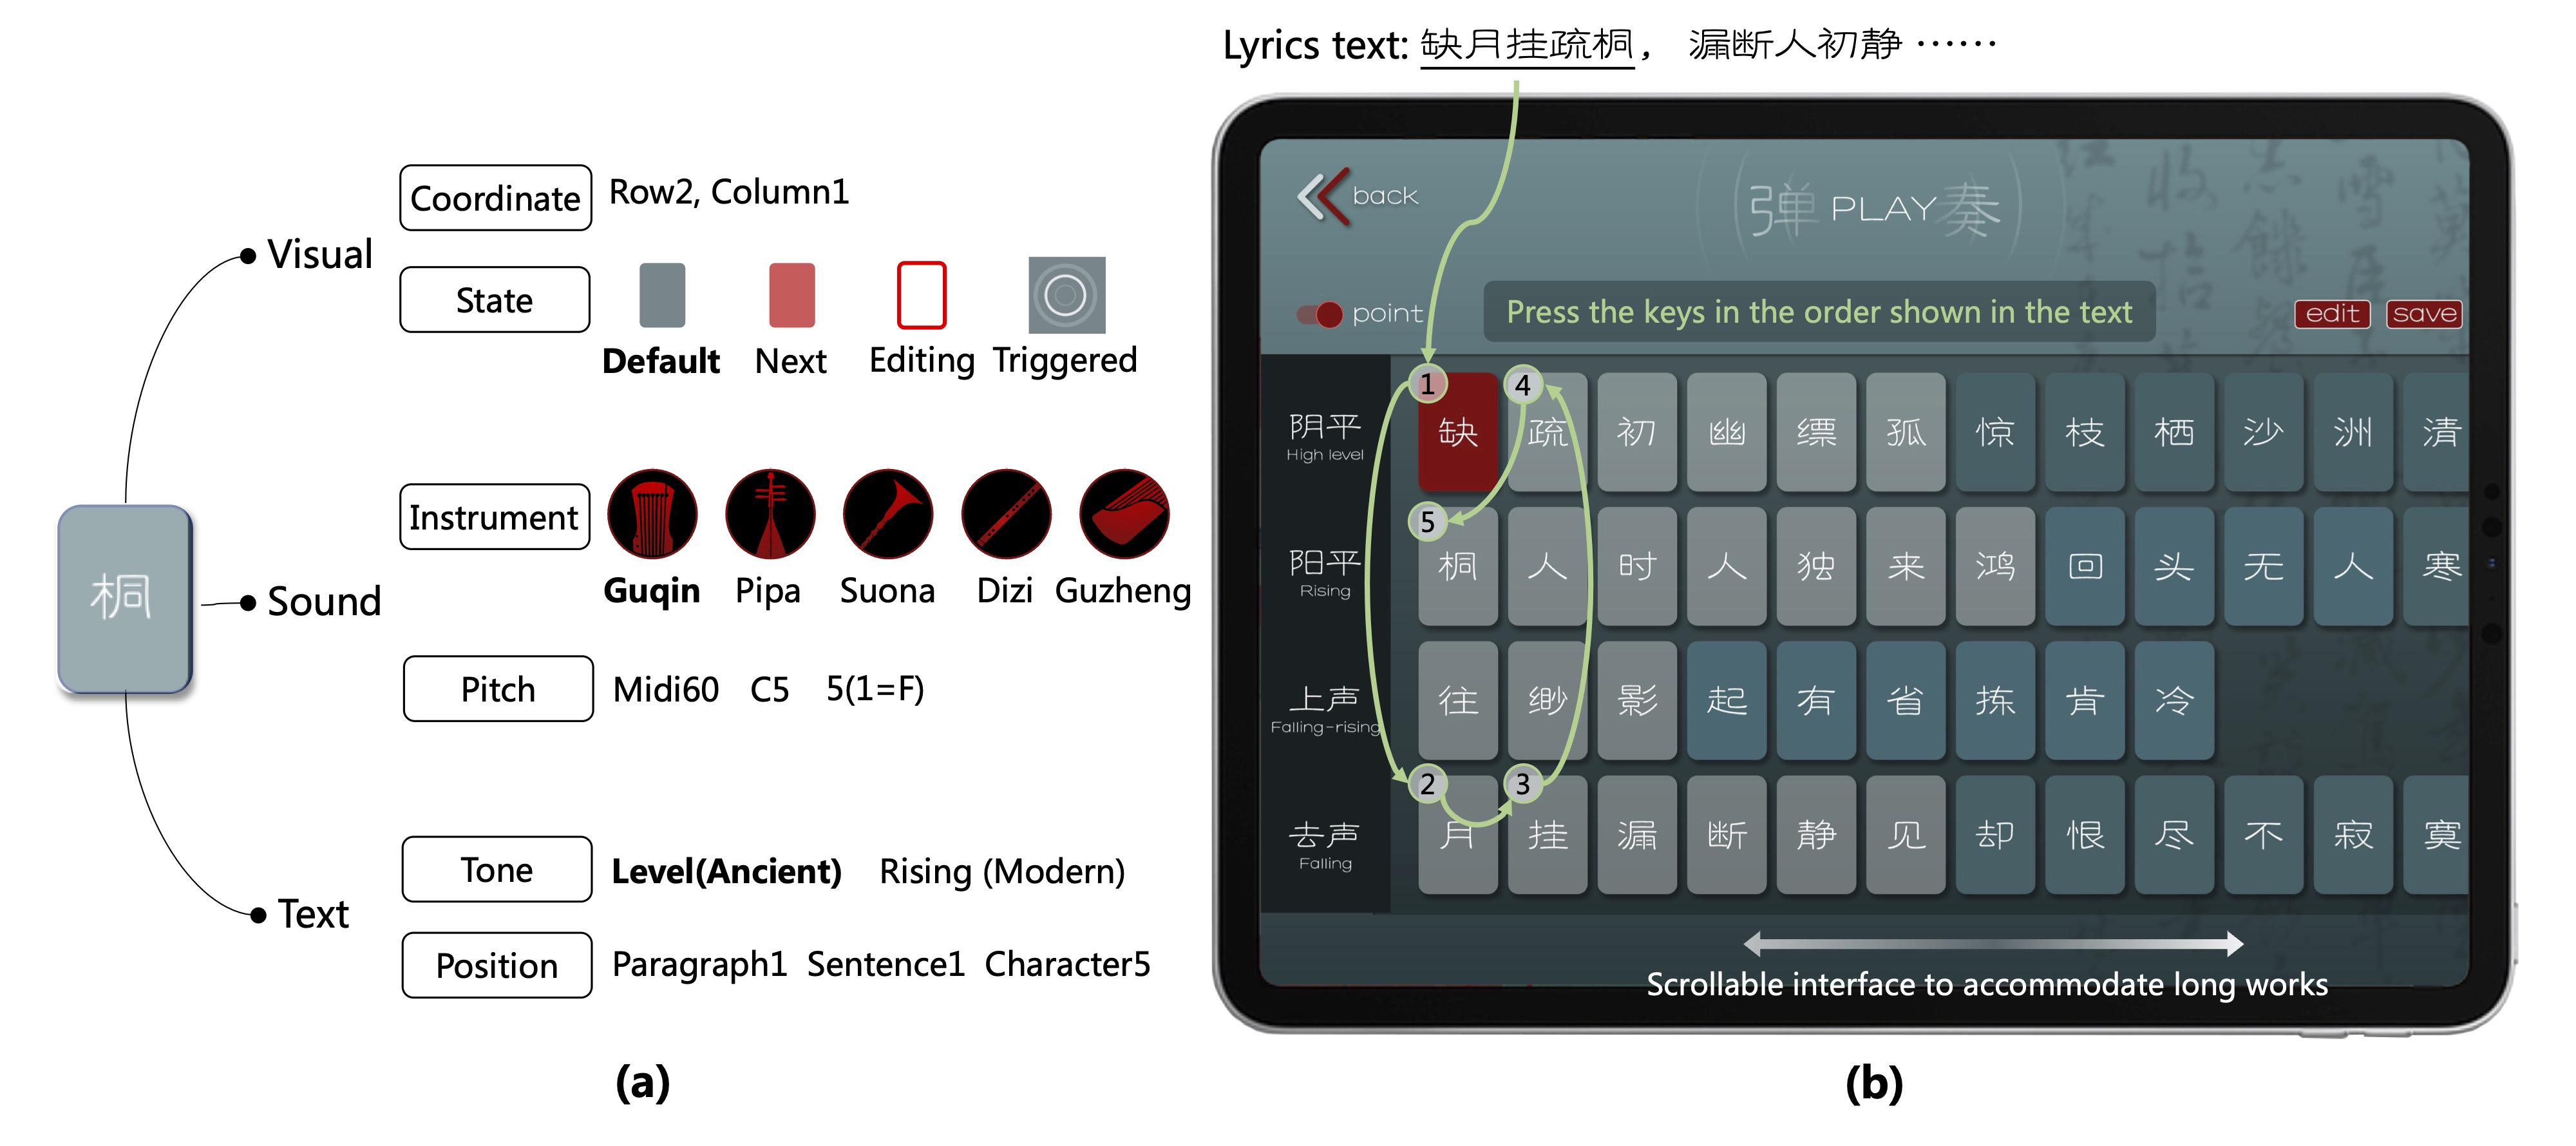 Lyrics text: 缺月挂疏桐， 漏断人初静 ······
桐
Visual
Coordinate
Row2, Column1
State
Default Next Editing Triggered
Sound
Instrument
Guqin Pipa Suona Dizi Guzheng
Pitch
Midi60 C5 5(1=F)
Text
Tone
Level(Ancient) Rising (Modern)
Position
Paragraph1 Sentence1 Character5
(a)
back
弹 PLAY 奏
point
Press the keys in the order shown in the text
edit save
1 4
阴平 缺 疏 初 幽 缥 孤 惊 枝 栖 沙 洲 清
High level
5
阳平 桐 人 时 人 独 来 鸿 回 头 无 人 寒
Rising
上声 往 缈 影 起 有 省 拣 肯 冷
Falling-rising
2 3
去声 月 挂 漏 断 静 见 却 恨 尽 不 寂 寞
Falling
Scrollable interface to accommodate long works
(b)